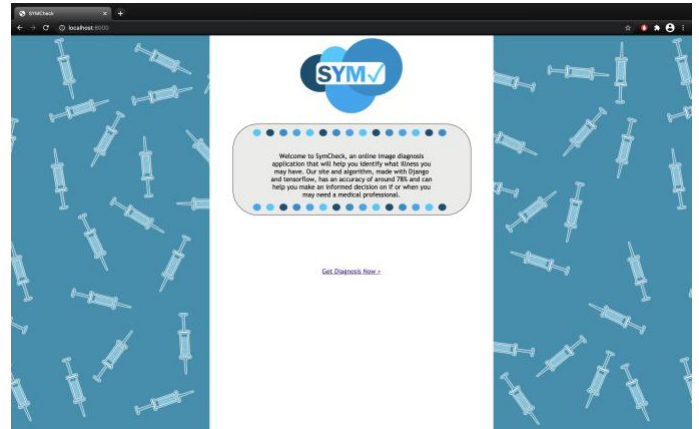 SYMCheck
localhost:8000
SYM
Welcome to SymCheck, an online image diagnosis
application that will help you identify what illness you
may have. Our site and algorithm, made with Django
and tensorflow, has an accuracy of around 78% and can
help you make an informed decision on if or when you
may need a medical professional.
Get Diagnosis Now »